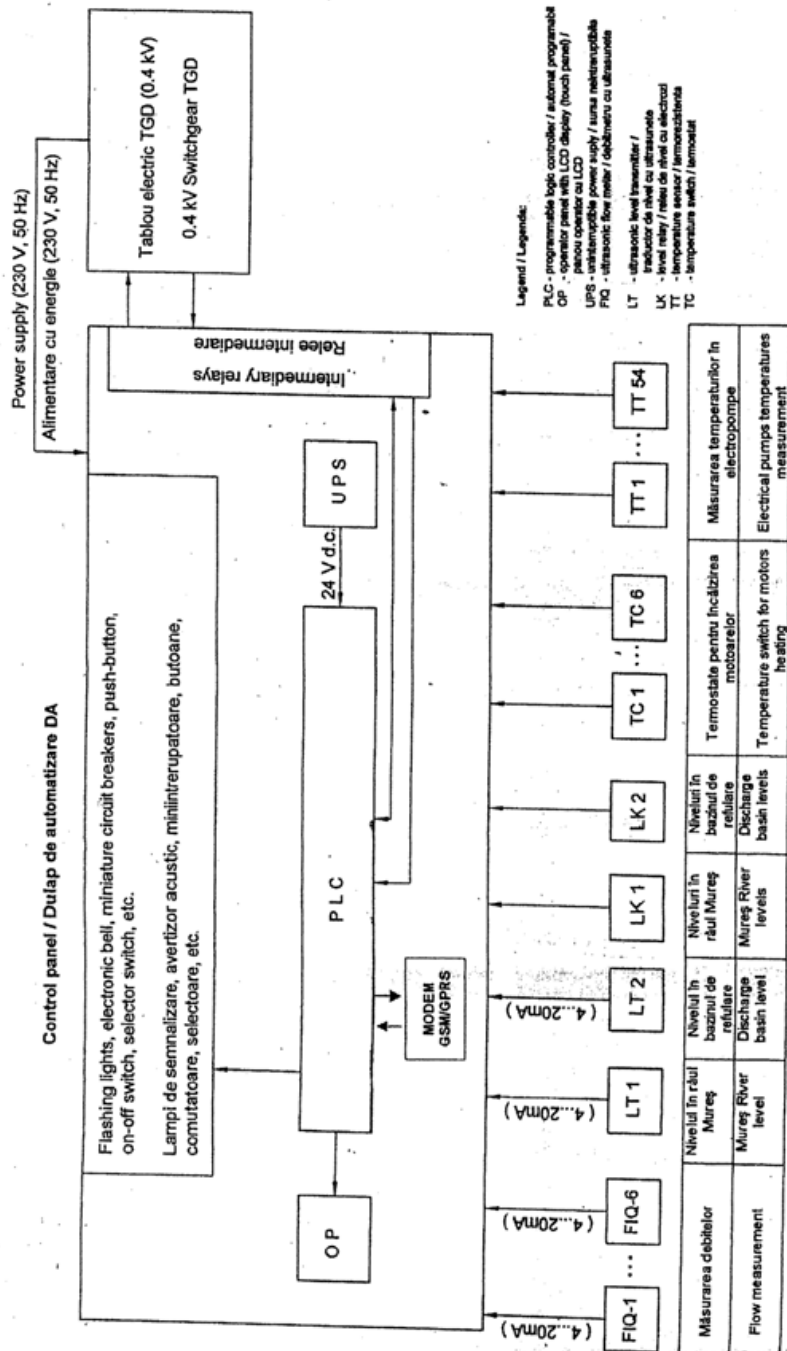 Power supply (230 V, 50 Hz)
Alimentare cu energie (230 V, 50 Hz)
Tablou electric TGD (0.4 kV)
0.4 kV Switchgear TGD
Control panel / Dulap de automatizare DA
Flashing lights, electronic bell, miniature circuit breakers, push-button,
on-off switch, selector switch, etc.
Lampi de semnalizare, avertizor acustic, miniintrerupatoare, butoane,
comutatoare, selectoare, etc.
Intermediary relays
Relee intermediare
UPS
24 V d.c.
PLC
OP
MODEM
GSM/GPRS
( 4...20mA )
( 4...20mA )
( 4...20mA )
( 4...20mA )
FIQ-1
...
FIQ-6
LT 1
LT 2
LK 1
LK 2
TC 1
...
TC 6
TT 1
...
TT 54
Măsurarea debitelor
Flow measurement
Nivelul în râul
Mureş
Mureş River
level
Nivelul în
bazinul de
refulare
Discharge
basin level
Niveluri în
râul Mureş
Mureş River
levels
Niveluri în
bazinul de
refulare
Discharge
basin levels
Termostate pentru încălzirea
motoarelor
Temperature switch for motors
heating
Măsurarea temperaturilor în
electropompe
Electrical pumps temperatures
measurement
Legend / Legenda:
PLC - programmable logic controller / automat programabil
OP - operator panel with LCD display (touch panel) /
panou operator cu LCD
UPS - uninterruptible power suply / sursa neintreruptibila
FIQ - ultrasonic flow meter / debitmetru cu ultrasunete
LT - ultrasonic level transmitter /
traductor de nivel cu ultrasunete
LK - level relay / releu de nivel cu electrozi
TT - temperature sensor / termorezistenta
TC - temperature switch / termostat